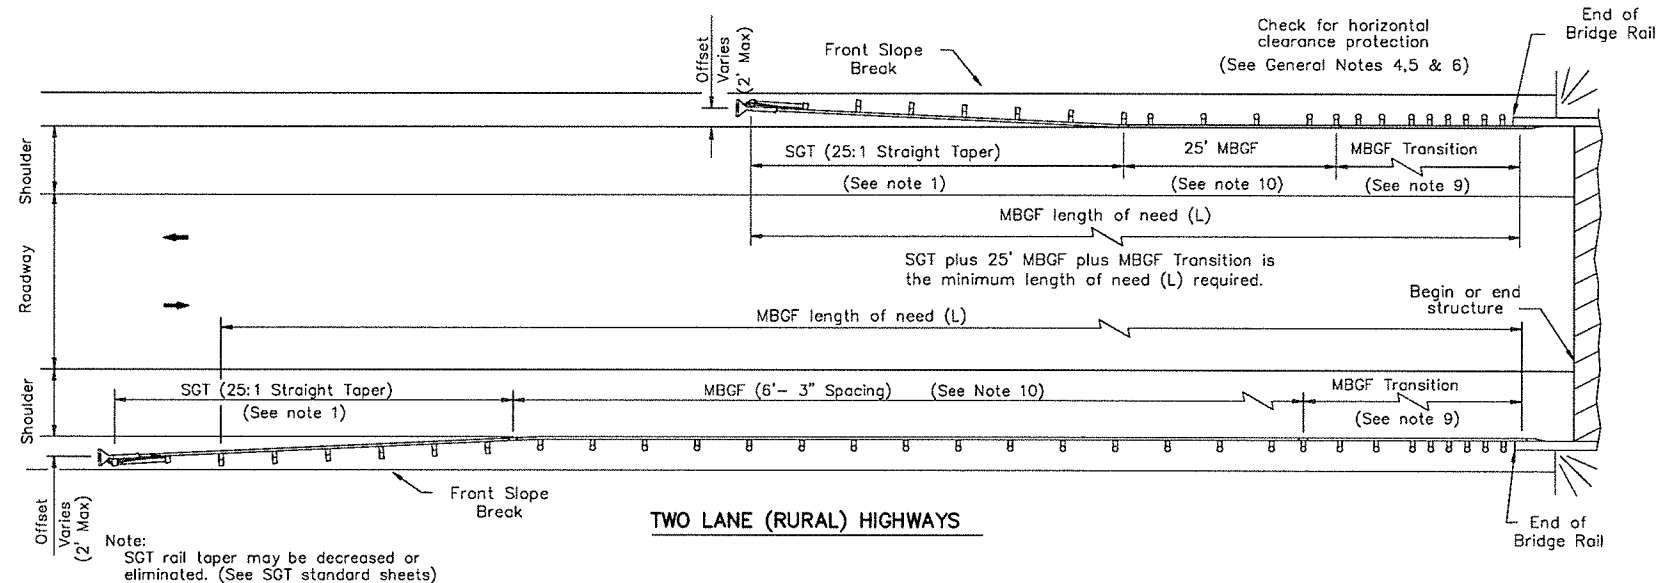 End of
Bridge Rail
Check for horizontal
clearance protection
(See General Notes 4,5 & 6)
Front Slope
Break
Offset
Varies
(2' Max)
SGT (25:1 Straight Taper)
(See note 1)
25' MBGF
(See note 10)
MBGF Transition
(See note 9)
Shoulder
MBGF length of need (L)
SGT plus 25' MBGF plus MBGF Transition is
the minimum length of need (L) required.
Roadway
Begin or end
structure
MBGF length of need (L)
Shoulder
SGT (25:1 Straight Taper)
(See note 1)
MBGF (6'- 3" Spacing) (See Note 10)
MBGF Transition
(See note 9)
Front Slope
Break
Offset
Varies
(2' Max)
TWO LANE (RURAL) HIGHWAYS
End of
Bridge Rail
Note:
SGT rail taper may be decreased or
eliminated. (See SGT standard sheets)